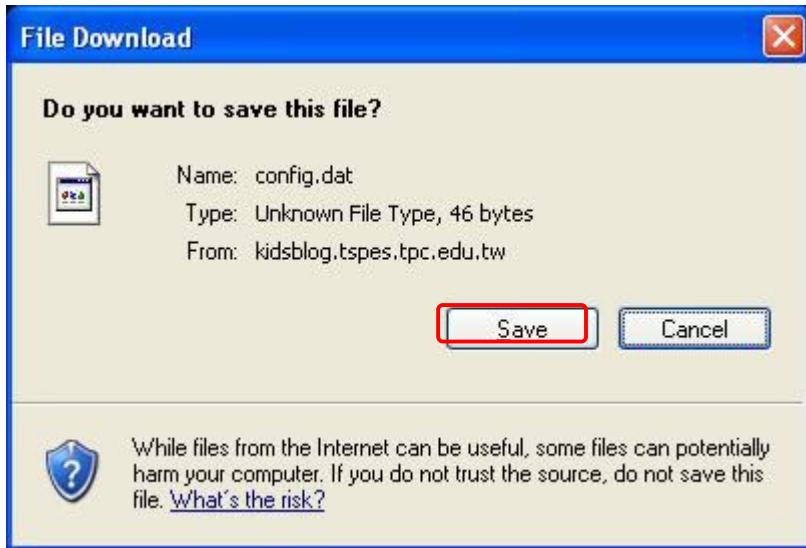 File Download
Do you want to save this file?
Name: config.dat
Type: Unknown File Type, 46 bytes
From: kidsblog.tspes.tpc.edu.tw
Save
Cancel
While files from the Internet can be useful, some files can potentially
harm your computer. If you do not trust the source, do not save this
file. What's the risk?